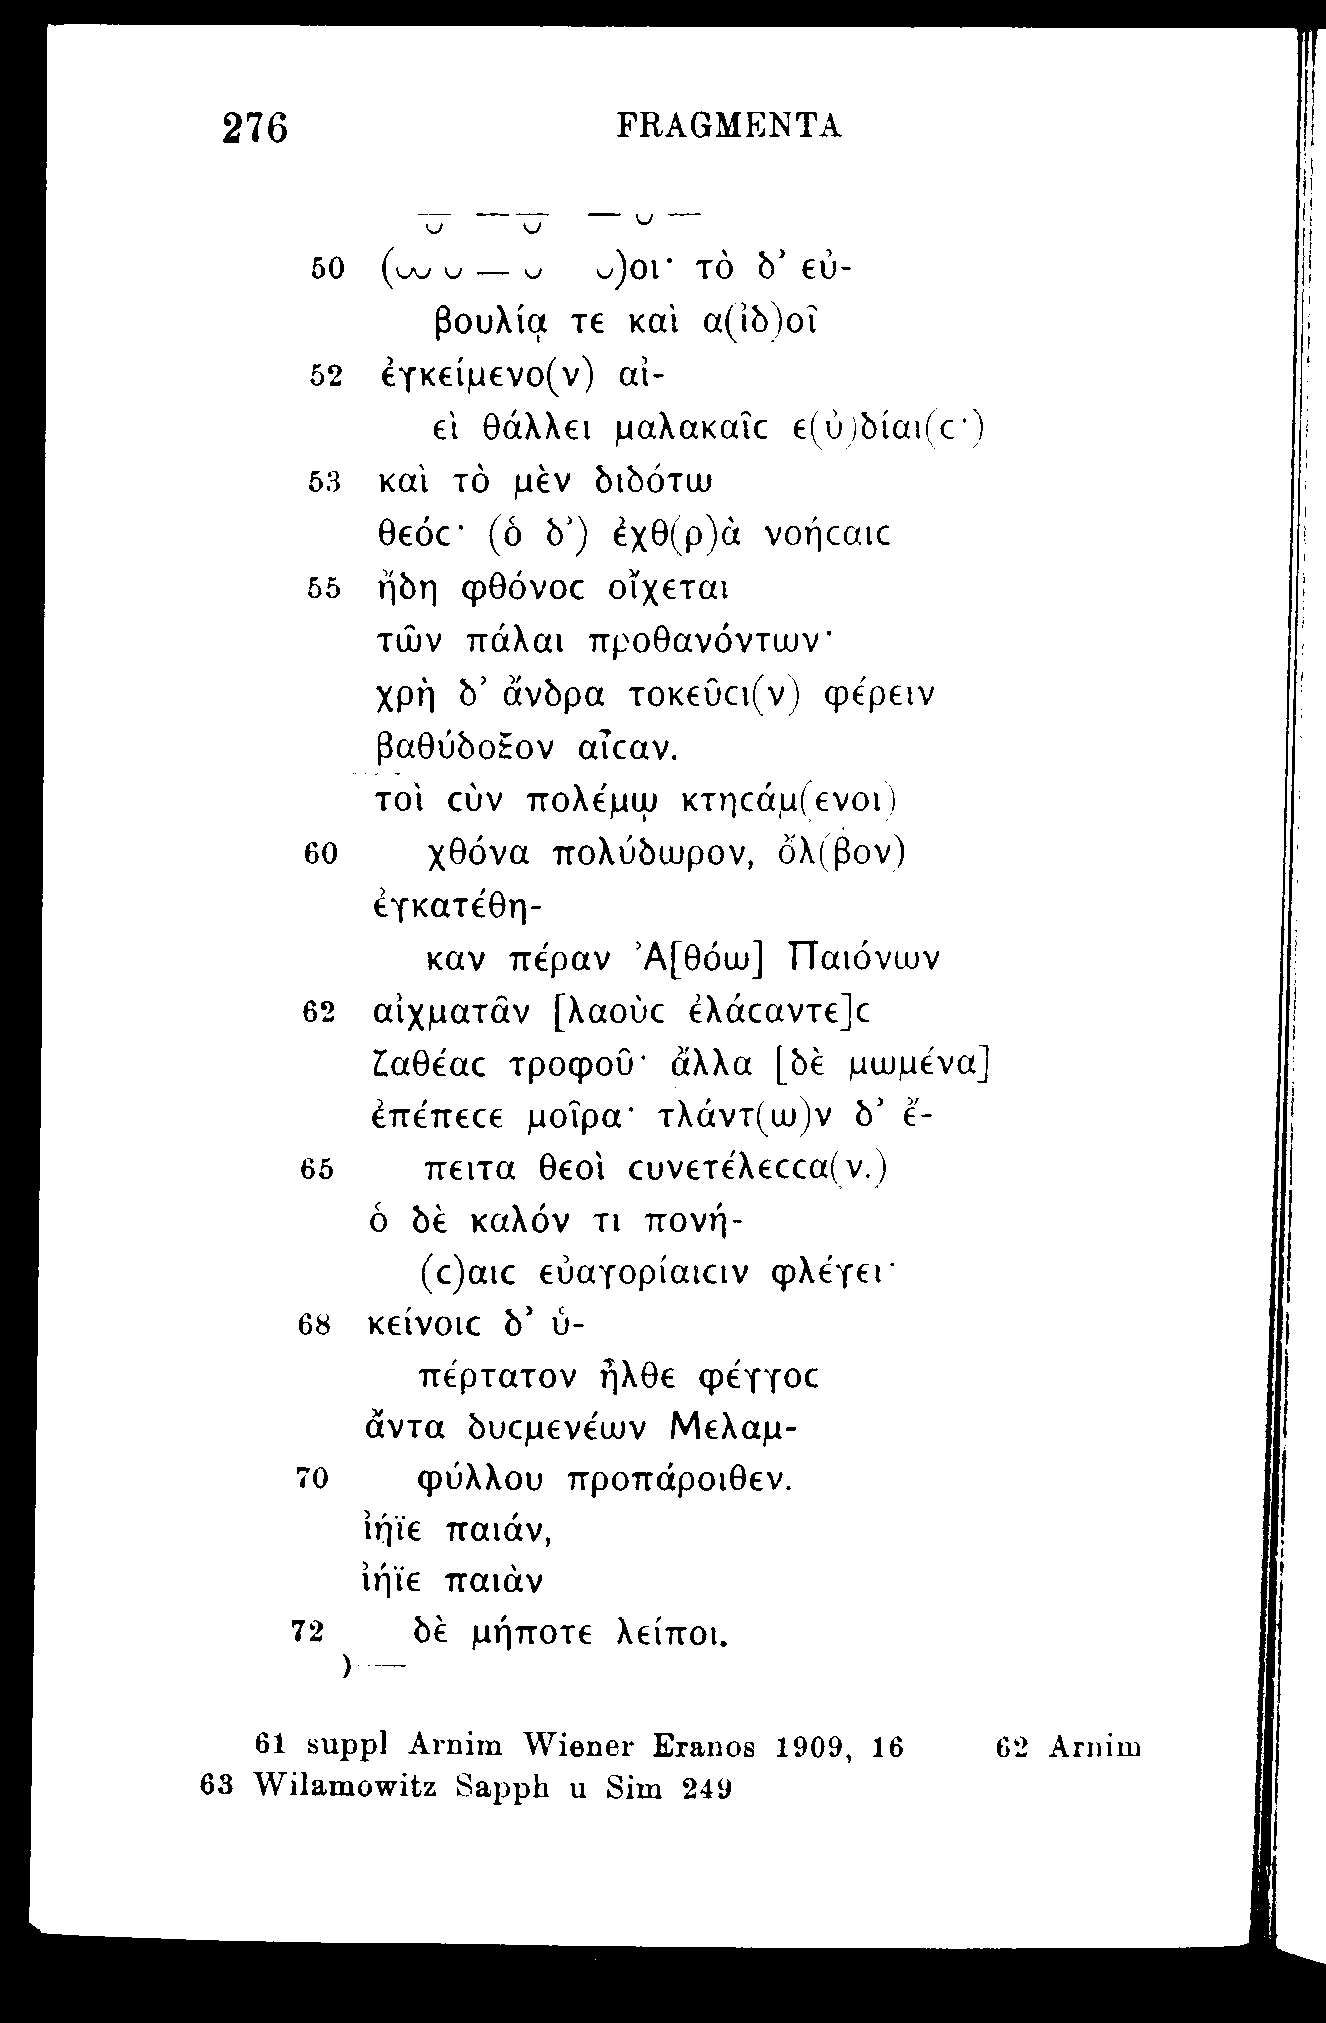 276 FRAGMENTA
⏓ — ⏓ — ⏑ —
50 (⏔ ⏑ — ⏑ ⏑)οι· τὸ δ’ εὐ-
βουλίᾳ τε καὶ α(ἰδ)οῖ
52 ἐγκείμενο(ν) αἰ-
εὶ θάλλει μαλακαῖϲ ε(ὐ)δίαι(ϲ·)
53 καὶ τὸ μὲν διδότω
θεόϲ· (ὁ δ’) ἐχθ(ρ)ὰ νοήϲαιϲ
55 ἤδη φθόνοϲ οἴχεται
τῶν πάλαι προθανόντων·
χρὴ δ’ ἄνδρα τοκεῦϲι(ν) φέρειν
βαθύδοξον αἶϲαν.
τοὶ ϲὺν πολέμῳ κτηϲάμ(ενοι)
60 χθόνα πολύδωρον, ὄλ(βον)
ἐγκατέθη-
καν πέραν Ἀ[θόω] Παιόνων
62 αἰχματᾶν [λαοὺϲ ἐλάϲαντε]ϲ
ζαθέαϲ τροφοῦ· ἄλλα [δὲ μωμένα]
ἐπέπεϲε μοῖρα· τλάντ(ω)ν δ’ ἔ-
65 πειτα θεοὶ ϲυνετέλεϲϲα(ν.)
ὁ δὲ καλόν τι πονή-
(ϲ)αιϲ εὐαγορίαιϲιν φλέγει·
68 κείνοιϲ δ’ ὑ-
πέρτατον ἦλθε φέγγοϲ
ἄντα δυϲμενέων Μελαμ-
70 φύλλου προπάροιθεν.
ἰήϊε παιάν,
ἰήϊε παιὰν
72 δὲ μήποτε λείποι.
) —
61 suppl Arnim Wiener Eranos 1909, 16 62 Arnim
63 Wilamowitz Sapph u Sim 249